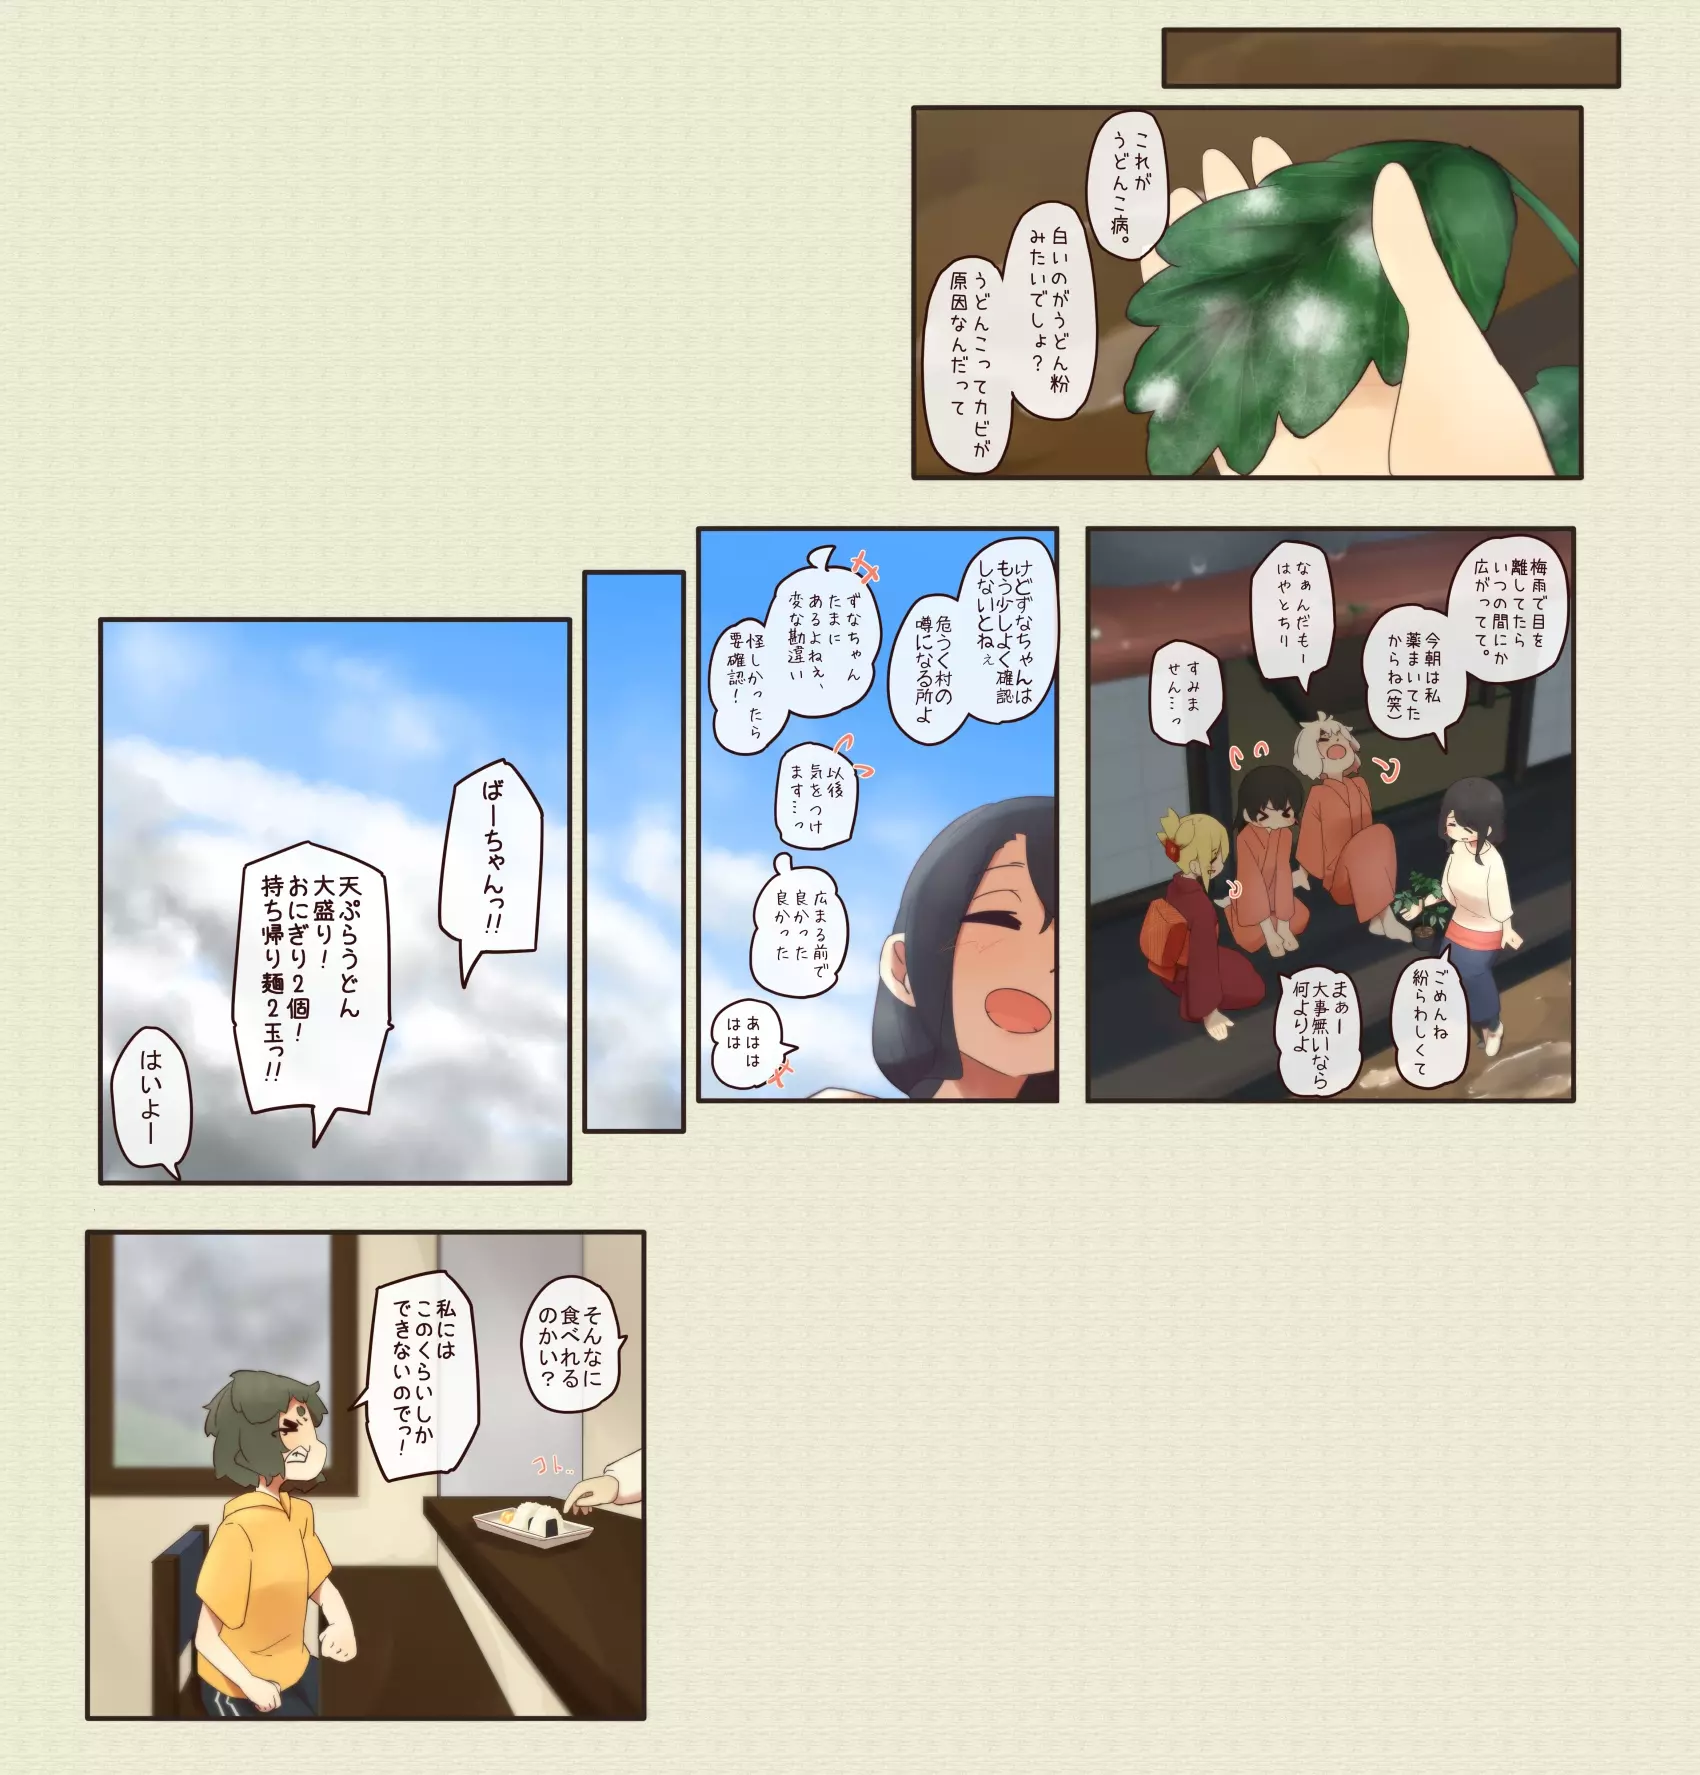 これが
うどんこ病。
白いのがうどん粉
みたいでしょ？
うどんこってカビが
原因なんだって
梅雨で目を
離してたら
いつの間にか
広がってて。
今朝は私
薬まいてた
からね(笑)
なぁんだもー
はやとちり
すみま
せん…っ
ごめんね
紛らわしくて
まぁー
大事無いなら
何よりよ
けどずなちゃんは
もう少しよく確認
しないとねぇ
危うく村の
噂になる所よ
ずなちゃん
たまに
あるよねぇ、
変な勘違い
怪しかったら
要確認！
以後
気をつけ
ます…っ
広まる前で
良かった
良かった
あはは
はは
ばーちゃんっ!!
天ぷらうどん
大盛り！
おにぎり2個！
持ち帰り麺2玉っ!!
はいよー
そんなに
食べれる
のかい？
私には
このくらいしか
できないのでっ！
コト..